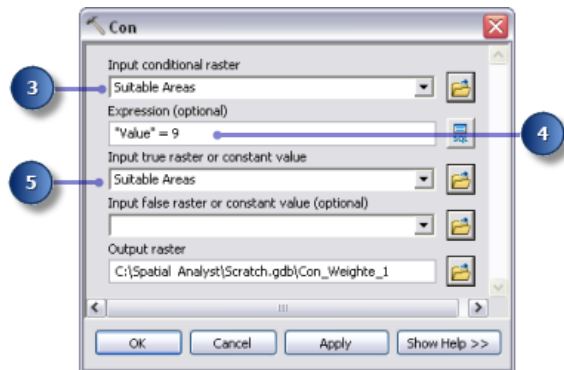 Con
Input conditional raster
3
Suitable Areas
Expression (optional)
"Value" = 9
4
SQL
Input true raster or constant value
5
Suitable Areas
Input false raster or constant value (optional)
Output raster
C:\Spatial Analyst\Scratch.gdb\Con_Weighte_1
OK
Cancel
Apply
Show Help >>